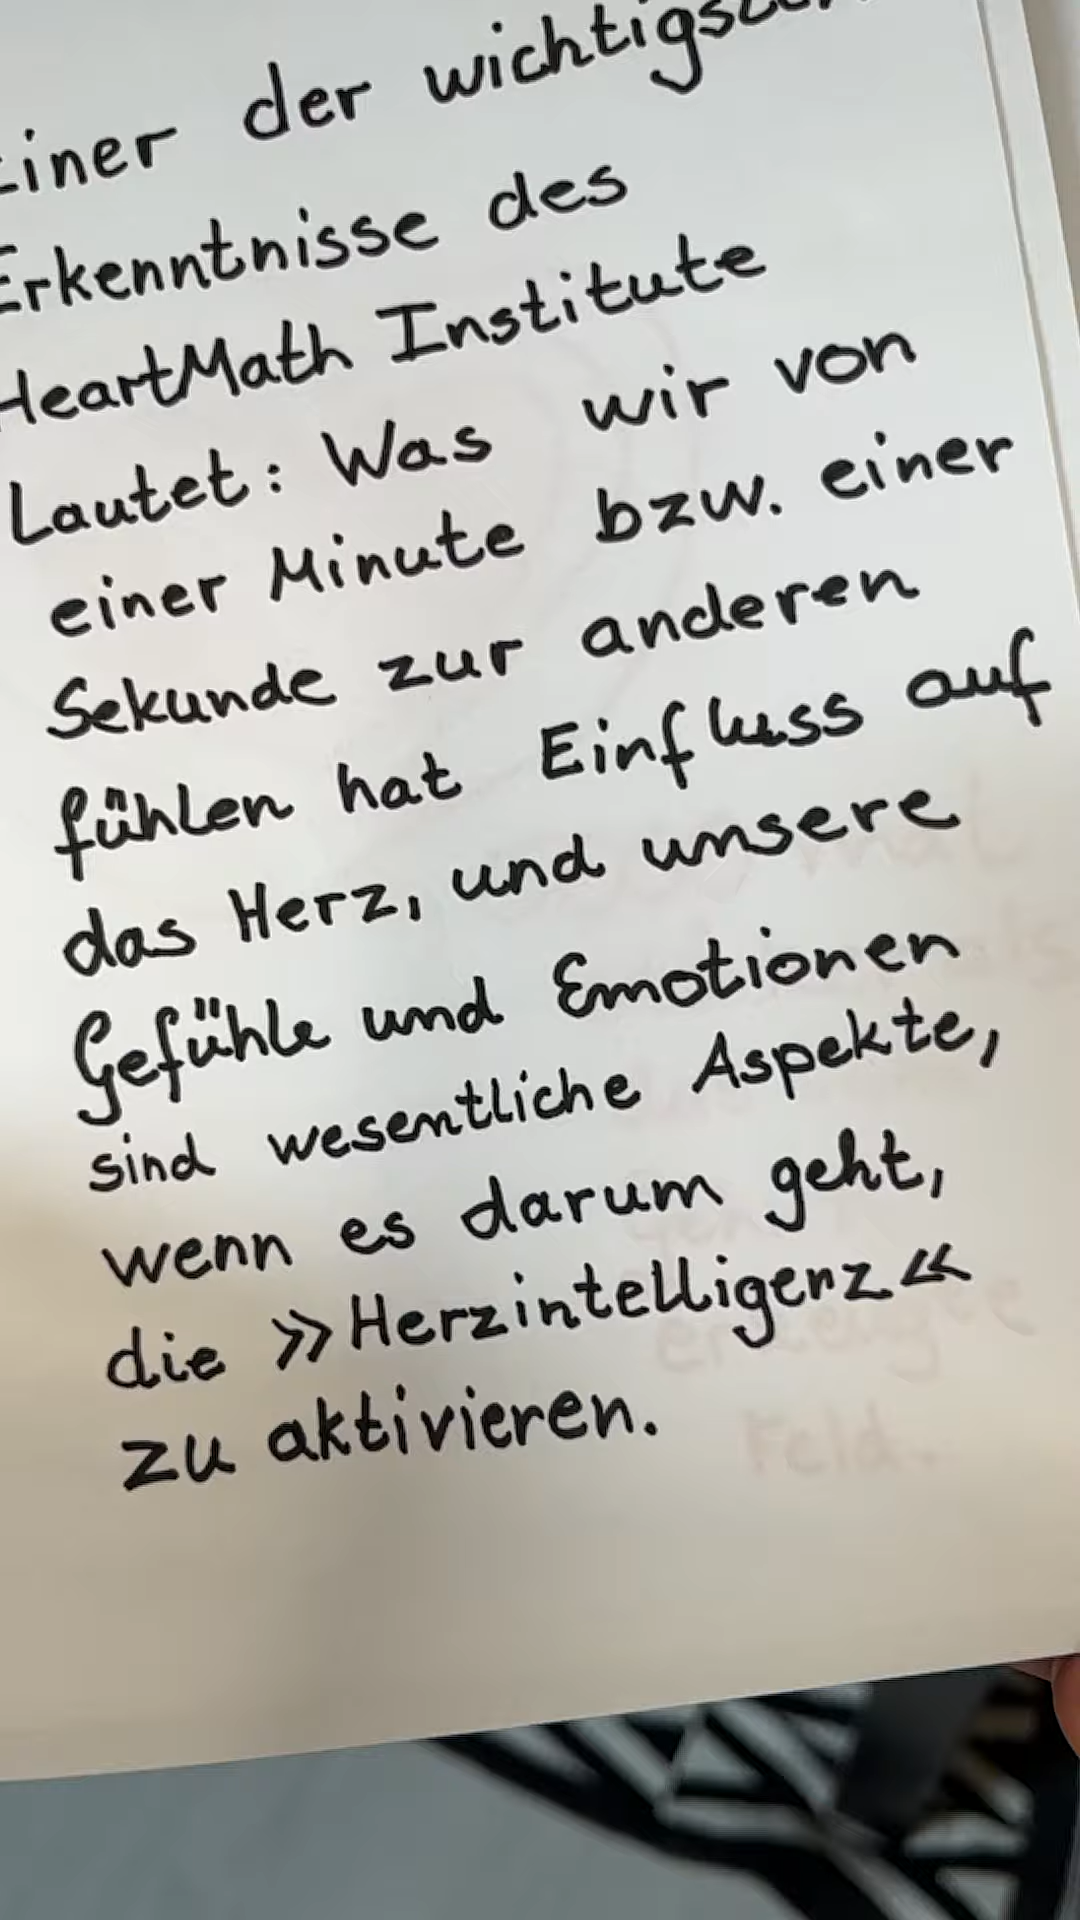 Einer der wichtigsten
Erkenntnisse des
HeartMath Institute
Lautet: Was wir von
einer Minute bzw. einer
Sekunde zur anderen
fühlen hat Einfluss auf
das Herz, und unsere
Gefühle und Emotionen
sind wesentliche Aspekte,
wenn es darum geht,
die »Herzintelligenz«
zu aktivieren.